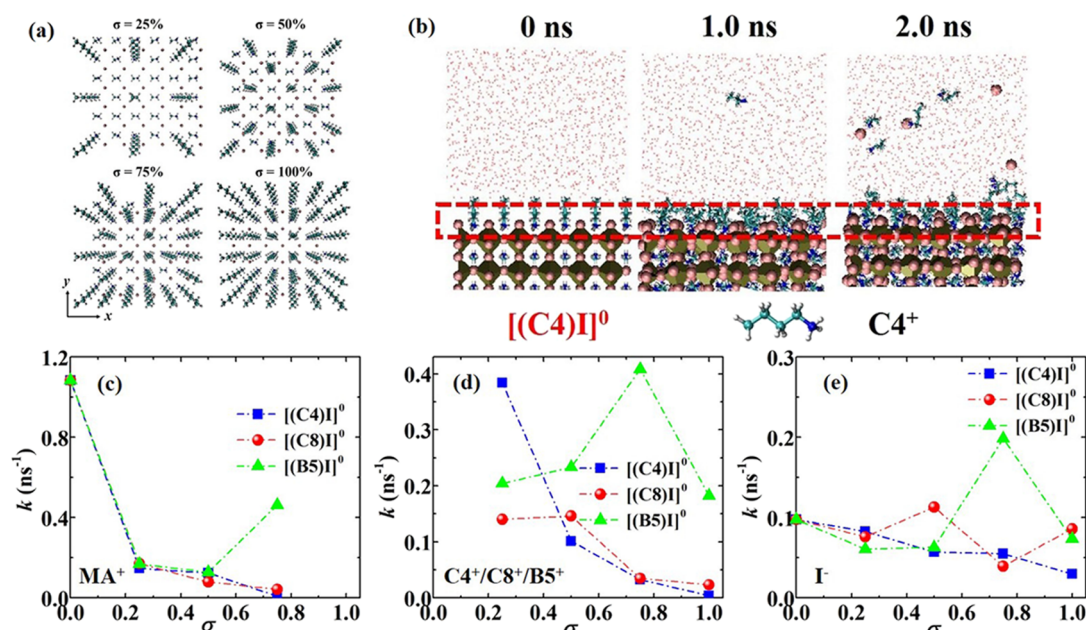 (a)
σ = 25%
σ = 50%
σ = 75%
σ = 100%
y
x
(b)
0 ns
1.0 ns
2.0 ns
[(C4)I]⁰
C4⁺
(c)
k (ns⁻¹)
1.2
0.9
0.6
0.3
0.0
[(C4)I]⁰
[(C8)I]⁰
[(B5)I]⁰
MA⁺
0.0 0.2 0.4 0.6 0.8 1.0
σ
(d)
k (ns⁻¹)
0.4
0.3
0.2
0.1
0.0
[(C4)I]⁰
[(C8)I]⁰
[(B5)I]⁰
C4⁺/C8⁺/B5⁺
0.0 0.2 0.4 0.6 0.8 1.0
σ
(e)
k (ns⁻¹)
0.3
0.2
0.1
0.0
[(C4)I]⁰
[(C8)I]⁰
[(B5)I]⁰
I⁻
0.0 0.2 0.4 0.6 0.8 1.0
σ